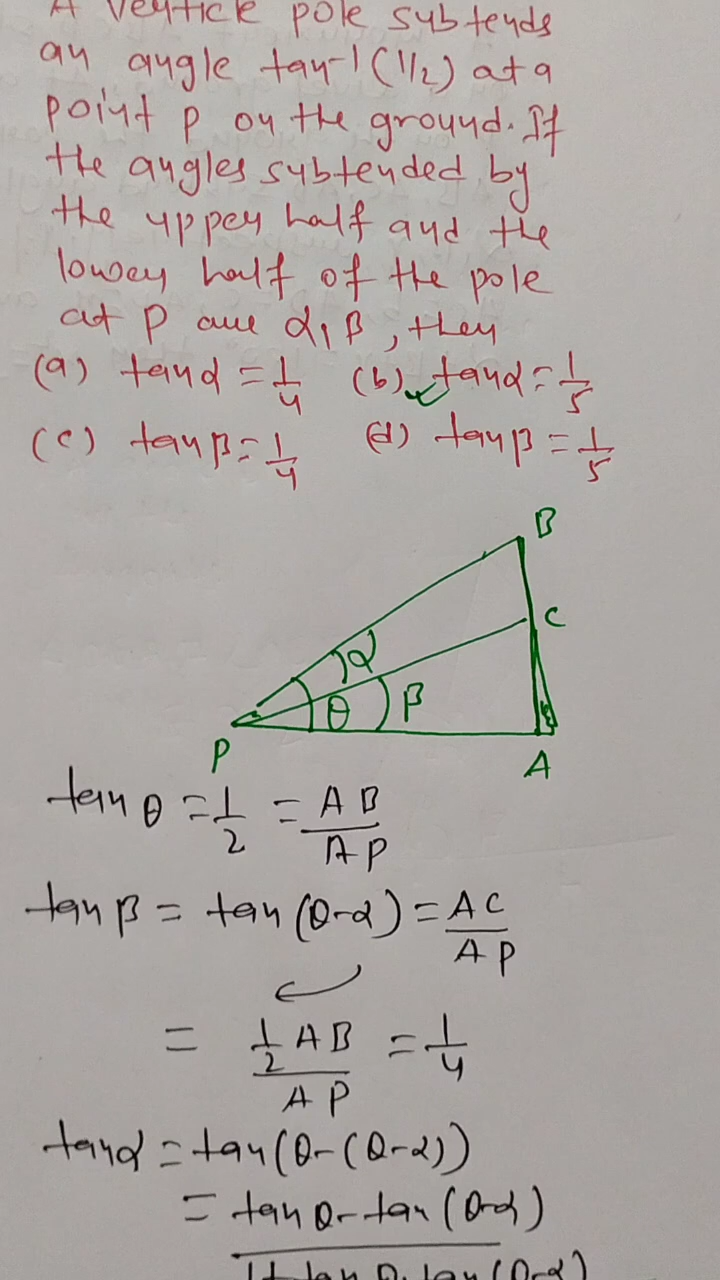 A verticle pole subtends
an angle tan⁻¹(1/2) at a
point P on the ground. If
the angles subtended by
the upper half and the
lower half of the pole
at P are α, β, then
(a) tanα = 1/4 (b) tanα = 1/5
(c) tanβ = 1/4 (d) tanβ = 1/5
B
C
α
θ
β
P
A
tanθ = 1/2 = AB/AP
tanβ = tan(θ-α) = AC/AP
= 1/2 AB/AP = 1/4
tanα = tan(θ-(θ-α))
= tanθ - tan(θ-α)
1+tanθ.tan(θ-α)